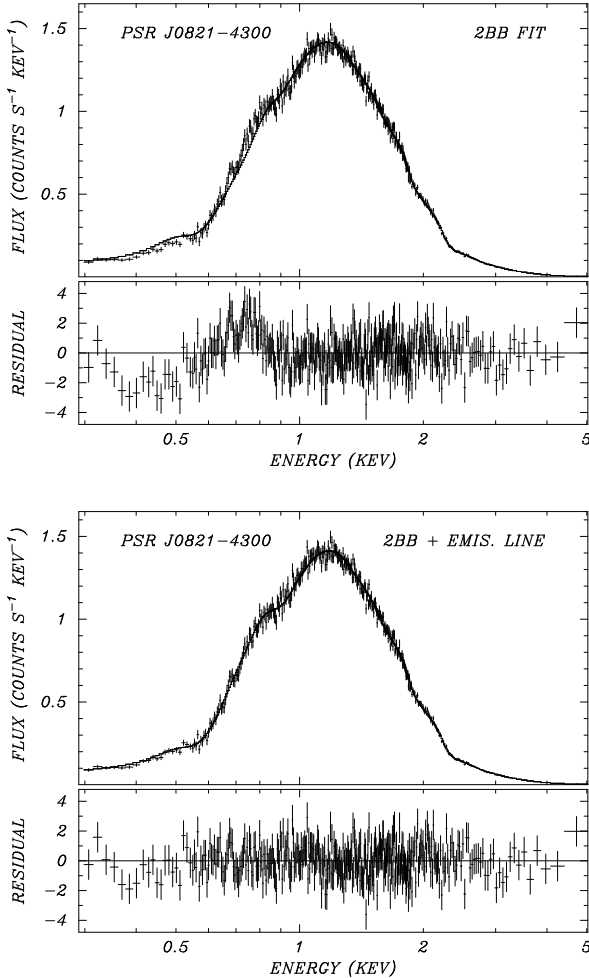 PSR J0821−4300 2BB FIT
FLUX (COUNTS S⁻¹ KEV⁻¹)
1.5
1
0.5
RESIDUAL
4
2
0
−2
−4
0.5 1 2 5
ENERGY (KEV)
PSR J0821−4300 2BB + EMIS. LINE
FLUX (COUNTS S⁻¹ KEV⁻¹)
1.5
1
0.5
RESIDUAL
4
2
0
−2
−4
0.5 1 2 5
ENERGY (KEV)